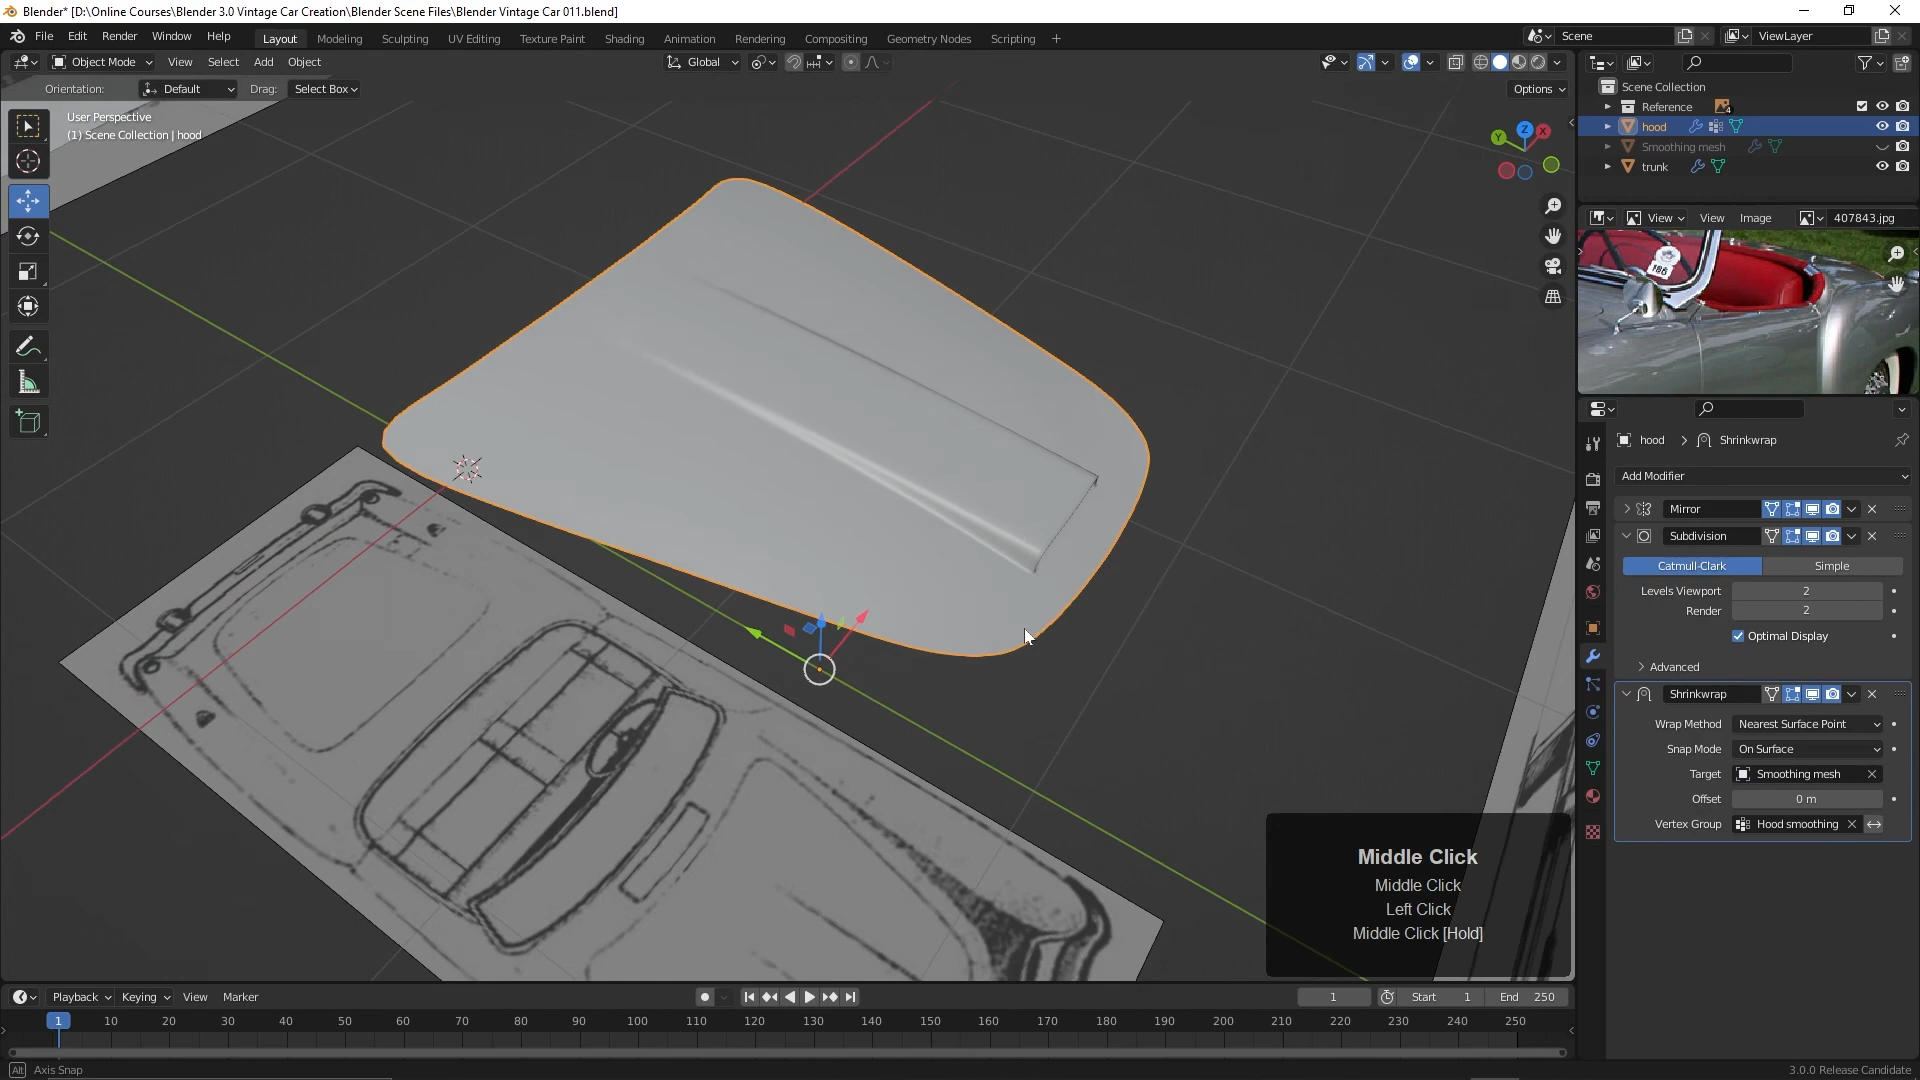 Blender* [D:\Online Courses\Blender 3.0 Vintage Car Creation\Blender Scene Files\Blender Vintage Car 011.blend]
File Edit Render Window Help Layout Modeling Sculpting UV Editing Texture Paint Shading Animation Rendering Compositing Geometry Nodes Scripting + Scene ViewLayer
Object Mode View Select Add Object Global
Orientation: Default Drag: Select Box Options
User Perspective
(1) Scene Collection | hood
Z
X
Y
Scene Collection
Reference 4
hood
Smoothing mesh
trunk
View View Image 407843.jpg
186
hood > Shrinkwrap
Add Modifier
Mirror
Subdivision
Catmull-Clark Simple
Levels Viewport 2
Render 2
Optimal Display
Advanced
Shrinkwrap
Wrap Method Nearest Surface Point
Snap Mode On Surface
Target Smoothing mesh
Offset 0 m
Vertex Group Hood smoothing
Middle Click
Middle Click
Left Click
Middle Click [Hold]
Playback Keying View Marker 1 Start 1 End 250
1 10 20 30 40 50 60 70 80 90 100 110 120 130 140 150 160 170 180 190 200 210 220 230 240 250
Alt Axis Snap 3.0.0 Release Candidate